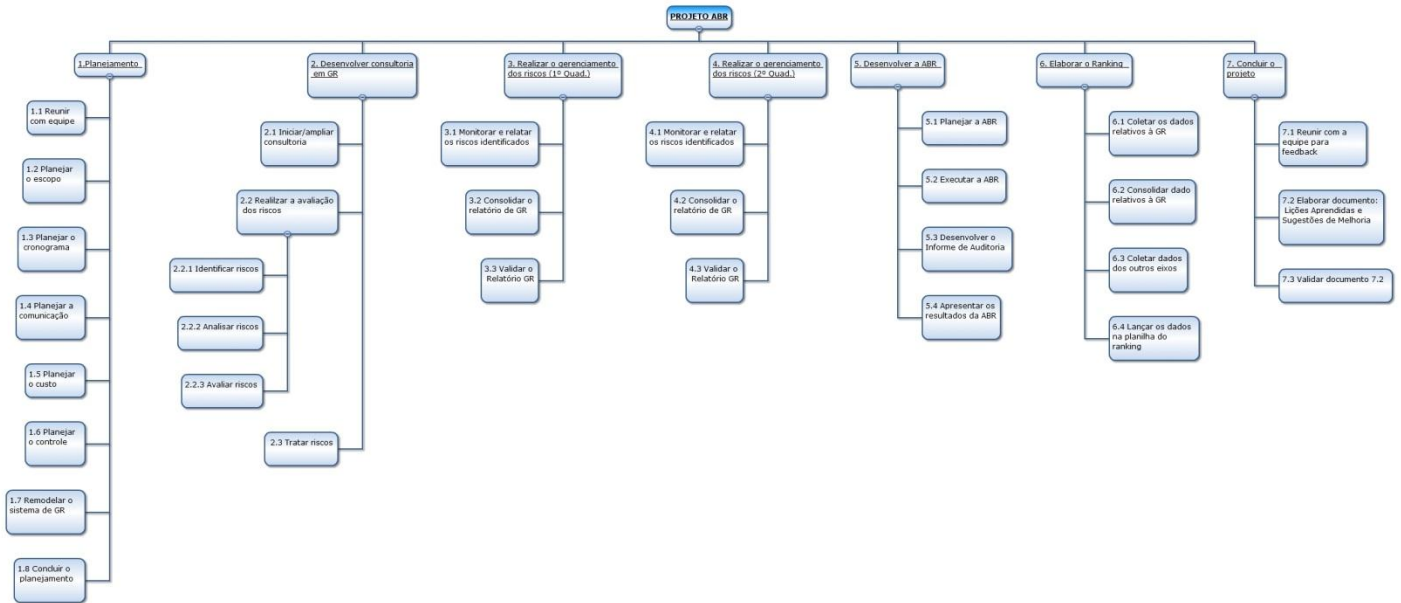 PROJETO ABR
1.Planejamento
1.1 Reunir
com equipe
1.2 Planejar
o escopo
1.3 Planejar o
cronograma
1.4 Planejar a
comunicação
1.5 Planejar
o custo
1.6 Planejar
o controle
1.7 Remodelar o
sistema de GR
1.8 Concluir o
planejamento
2. Desenvolver consultoria
em GR
2.1 Iniciar/ampliar
consultoria
2.2 Realilzar a avaliação
dos riscos
2.2.1 Identificar riscos
2.2.2 Analisar riscos
2.2.3 Avaliar riscos
2.3 Tratar riscos
3. Realizar o gerenciamento
dos riscos (1º Quad.)
3.1 Monitorar e relatar
os riscos identificados
3.2 Consolidar o
relatório de GR
3.3 Validar o
Relatório GR
4. Realizar o gerenciamento
dos riscos (2º Quad.)
4.1 Monitorar e relatar
os riscos identificados
4.2 Consolidar o
relatório de GR
4.3 Validar o
Relatório GR
5. Desenvolver a ABR
5.1 Planejar a ABR
5.2 Executar a ABR
5.3 Desenvolver o
Informe de Auditoria
5.4 Apresentar os
resultados da ABR
6. Elaborar o Ranking
6.1 Coletar os dados
relativos à GR
6.2 Consolidar dado
relativos à GR
6.3 Coletar dados
dos outros eixos
6.4 Lançar os dados
na planilha do
ranking
7. Concluir o
projeto
7.1 Reunir com a
equipe para
feedback
7.2 Elaborar documento:
Lições Aprendidas e
Sugestões de Melhoria
7.3 Validar documento 7.2